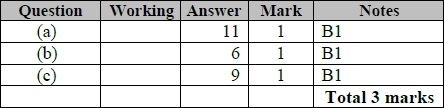 Question Working Answer Mark Notes
(a) 11 1 B1
(b) 6 1 B1
(c) 9 1 B1
Total 3 marks